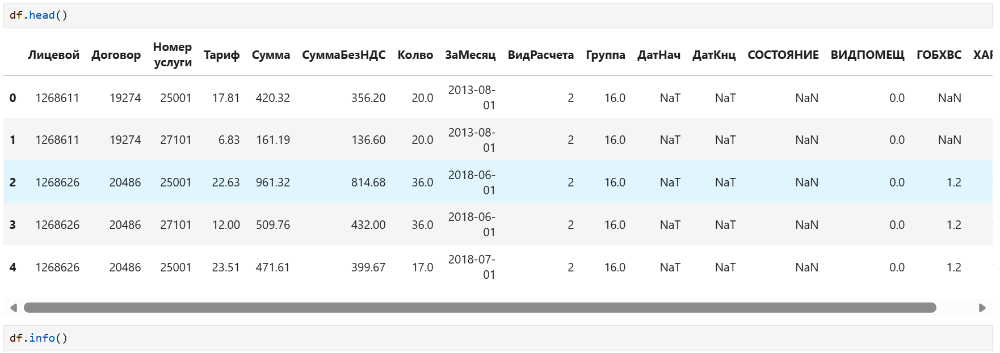 df.head()
Лицевой Договор Номер услуги Тариф Сумма СуммаБезНДС Колво ЗаМесяц ВидРасчета Группа ДатНач ДатКнц СОСТОЯНИЕ ВИДПОМЕЩ ГОБХВС
0 1268611 19274 25001 17.81 420.32 356.20 20.0 2013-08-01 2 16.0 NaT NaT NaN 0.0 NaN
1 1268611 19274 27101 6.83 161.19 136.60 20.0 2013-08-01 2 16.0 NaT NaT NaN 0.0 NaN
2 1268626 20486 25001 22.63 961.32 814.68 36.0 2018-06-01 2 16.0 NaT NaT NaN 0.0 1.2
3 1268626 20486 27101 12.00 509.76 432.00 36.0 2018-06-01 2 16.0 NaT NaT NaN 0.0 1.2
4 1268626 20486 25001 23.51 471.61 399.67 17.0 2018-07-01 2 16.0 NaT NaT NaN 0.0 1.2
df.info()